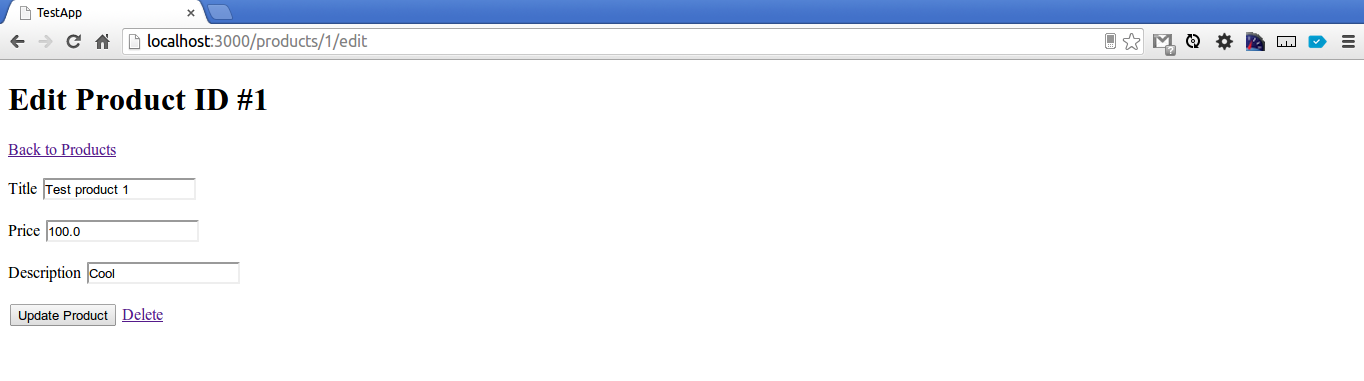 TestApp
localhost:3000/products/1/edit
Edit Product ID #1
Back to Products
Title Test product 1
Price 100.0
Description Cool
Update Product Delete